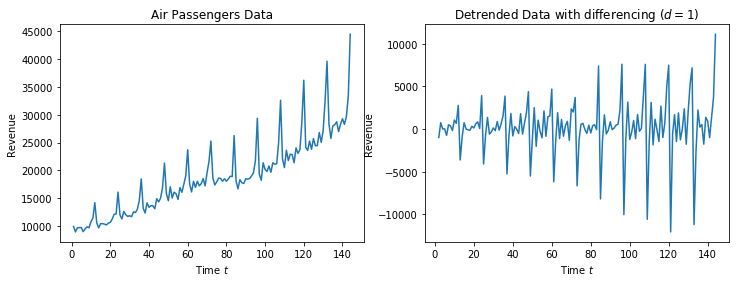 Air Passengers Data
Revenue
45000
40000
35000
30000
25000
20000
15000
10000
0 20 40 60 80 100 120 140
Time t
Detrended Data with differencing (d = 1)
Revenue
10000
5000
0
−5000
−10000
0 20 40 60 80 100 120 140
Time t